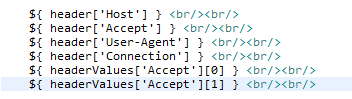 ${ header['Host'] } <br/><br/>
${ header['Accept'] } <br/><br/>
${ header['User-Agent'] } <br/><br/>
${ header['Connection'] } <br/><br/>
${ headerValues['Accept'][0] } <br/><br/>
${ headerValues['Accept'][1] } <br/><br/>